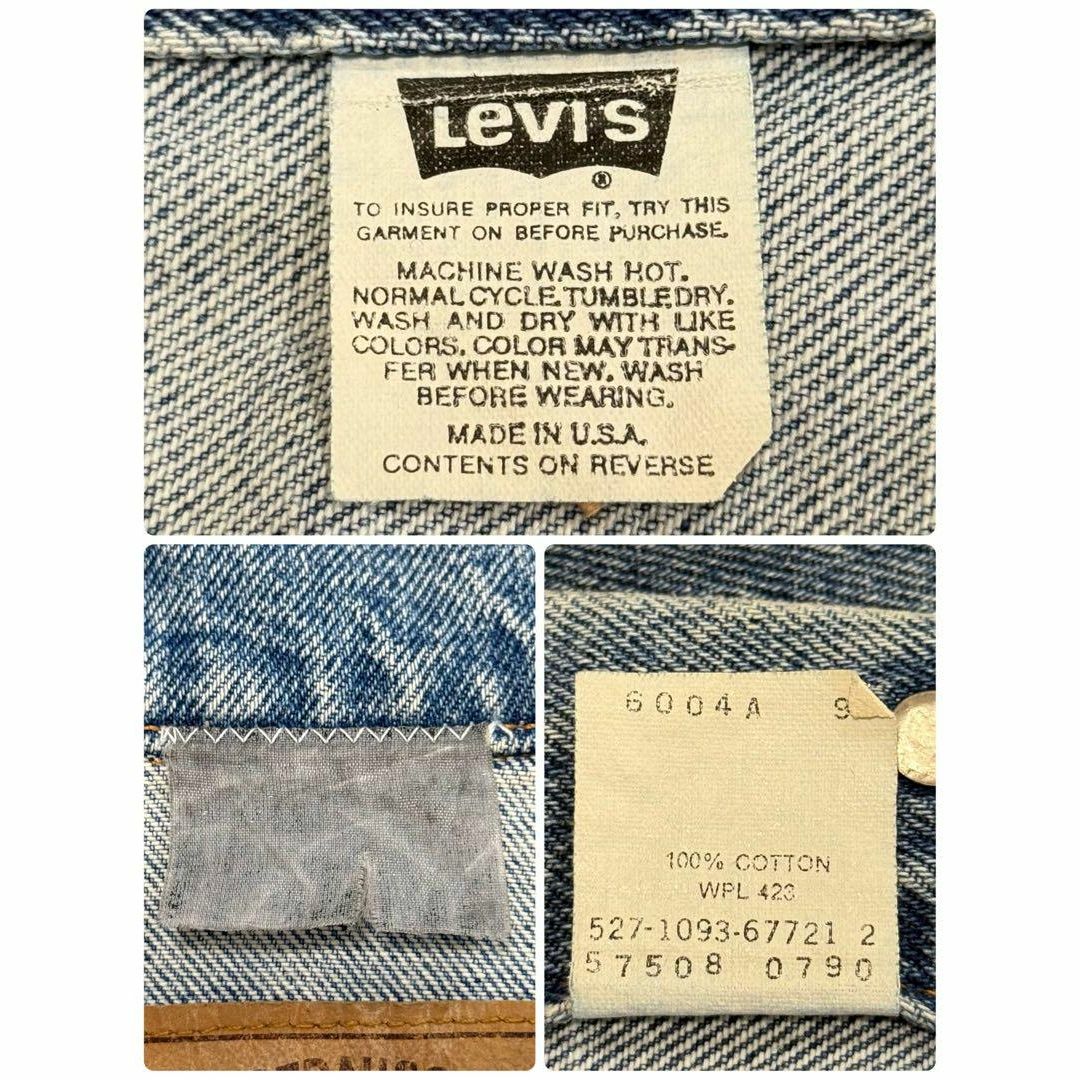 Levi's
®
TO INSURE PROPER FIT, TRY THIS
GARMENT ON BEFORE PURCHASE.
MACHINE WASH HOT.
NORMAL CYCLE. TUMBLE DRY.
WASH AND DRY WITH LIKE
COLORS. COLOR MAY TRANS-
FER WHEN NEW. WASH
BEFORE WEARING.
MADE IN U.S.A.
CONTENTS ON REVERSE
6004A 9
100% COTTON
WPL 423
527-1093-67721 2
57508 0790